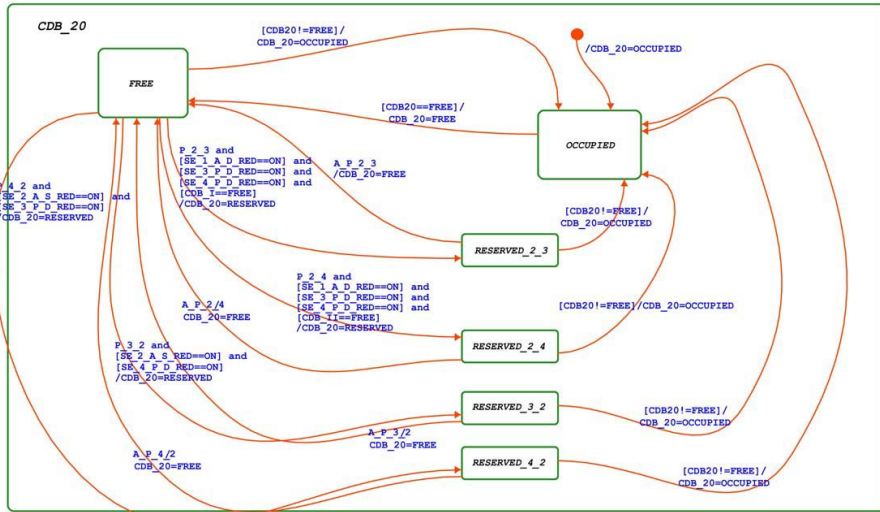 CDB_20
[CDB20!=FREE]/
CDB_20=OCCUPIED
/CDB_20=OCCUPIED
FREE
[CDB20==FREE]/
CDB_20=FREE
OCCUPIED
P_2_3 and
[SE_1_A_D_RED==ON] and
[SE_3_P_D_RED==ON] and
[SE_4_P_D_RED==ON] and
[CDB_I==FREE]
/CDB_20=RESERVED
A_P_2_3
/CDB_20=FREE
_4_2 and
[SE_2_A_S_RED==ON] and
[SE_3_P_D_RED==ON]
/CDB_20=RESERVED
[CDB20!=FREE]/
CDB_20=OCCUPIED
RESERVED_2_3
P_2_4 and
[SE_1_A_D_RED==ON] and
[SE_3_P_D_RED==ON] and
[SE_4_P_D_RED==ON] and
[CDB_II==FREE]
/CDB_20=RESERVED
A_P_2/4
CDB_20=FREE
[CDB20!=FREE]/CDB_20=OCCUPIED
RESERVED_2_4
P_3_2 and
[SE_2_A_S_RED==ON] and
[SE_4_P_D_RED==ON]
/CDB_20=RESERVED
RESERVED_3_2
[CDB20!=FREE]/
CDB_20=OCCUPIED
A_P_3/2
CDB_20=FREE
A_P_4/2
CDB_20=FREE
RESERVED_4_2
[CDB20!=FREE]/
CDB_20=OCCUPIED